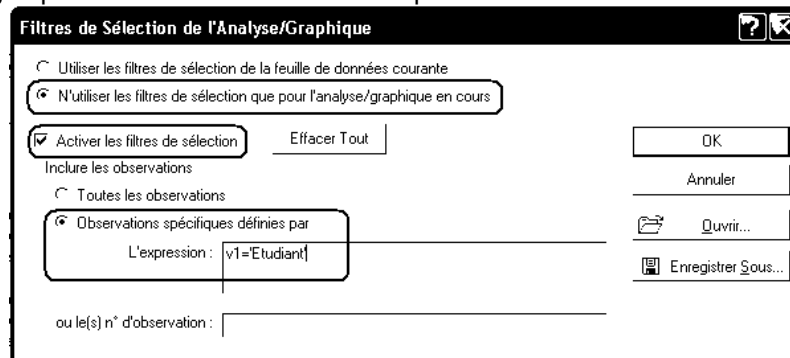 Filtres de Sélection de l'Analyse/Graphique
Utiliser les filtres de sélection de la feuille de données courante
N'utiliser les filtres de sélection que pour l'analyse/graphique en cours
Activer les filtres de sélection
Effacer Tout
OK
Inclure les observations
Annuler
Toutes les observations
Observations spécifiques définies par
Ouvrir...
L'expression : v1='Etudiant'
Enregistrer Sous...
ou le(s) n° d'observation :